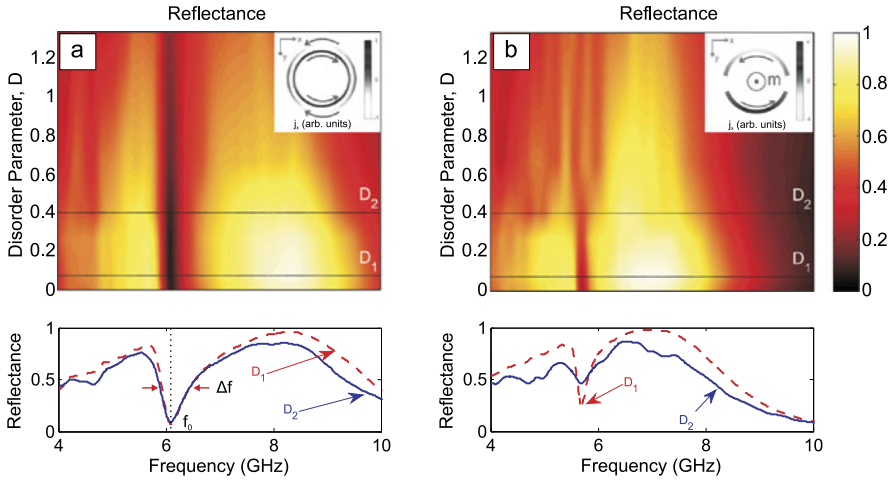 Reflectance
Reflectance
a
b
x
y
jₓ (arb. units)
x
y
m
jₓ (arb. units)
Disorder Parameter, D
1.2
1
0.8
0.6
0.4
0.2
0
D₂
D₁
Disorder Parameter, D
1.2
1
0.8
0.6
0.4
0.2
0
D₂
D₁
1
0.8
0.6
0.4
0.2
0
Reflectance
1
0.5
0
D₁
Δf
D₂
f₀
4 6 8 10
Frequency (GHz)
Reflectance
1
0.5
0
D₁
D₂
4 6 8 10
Frequency (GHz)